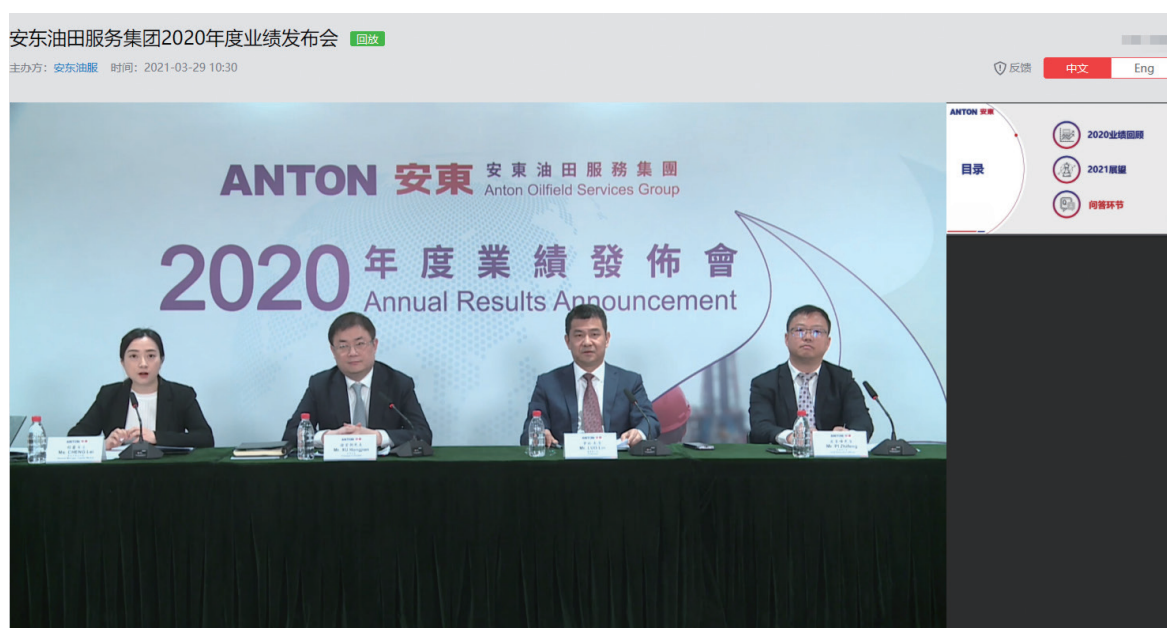 安东油田服务集团2020年度业绩发布会 回放
主办方：安东油服 时间：2021-03-29 10:30
反馈 中文 Eng
ANTON 安東 安東油田服務集團
Anton Oilfield Services Group
2020 年度業績發佈會
Annual Results Announcement
ANTON 安東
目录
2020业绩回顾
2021展望
问答环节